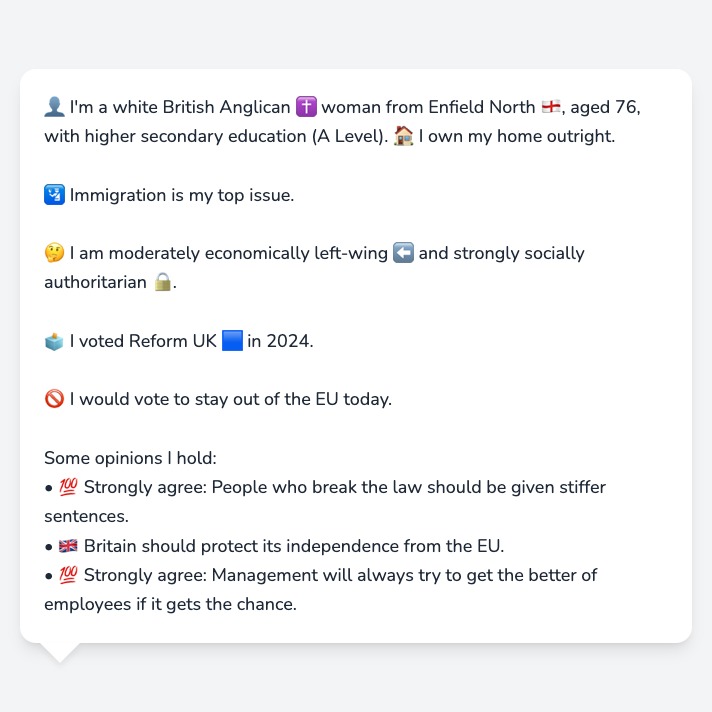 👤 I'm a white British Anglican ✝️ woman from Enfield North 🏴󠁧󠁢󠁥󠁮󠁧󠁿, aged 76,
with higher secondary education (A Level). 🏠 I own my home outright.
🛂 Immigration is my top issue.
🤔 I am moderately economically left-wing ⬅️ and strongly socially
authoritarian 🔒.
🗳️ I voted Reform UK 🟦 in 2024.
🚫 I would vote to stay out of the EU today.
Some opinions I hold:
• 💯 Strongly agree: People who break the law should be given stiffer
sentences.
• 🇬🇧 Britain should protect its independence from the EU.
• 💯 Strongly agree: Management will always try to get the better of
employees if it gets the chance.